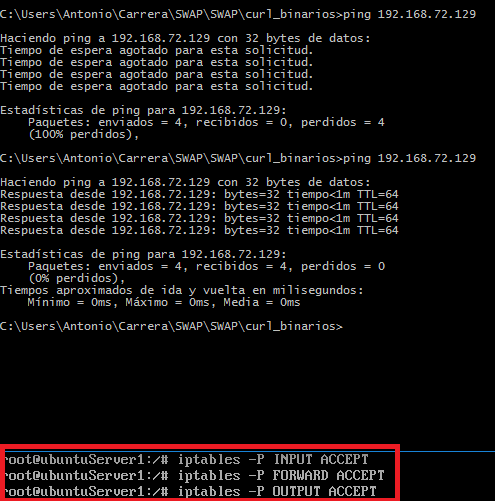 C:\Users\Antonio\Carrera\SWAP\SWAP\curl_binarios>ping 192.168.72.129
Haciendo ping a 192.168.72.129 con 32 bytes de datos:
Tiempo de espera agotado para esta solicitud.
Tiempo de espera agotado para esta solicitud.
Tiempo de espera agotado para esta solicitud.
Tiempo de espera agotado para esta solicitud.
Estadísticas de ping para 192.168.72.129:
Paquetes: enviados = 4, recibidos = 0, perdidos = 4
(100% perdidos),
C:\Users\Antonio\Carrera\SWAP\SWAP\curl_binarios>ping 192.168.72.129
Haciendo ping a 192.168.72.129 con 32 bytes de datos:
Respuesta desde 192.168.72.129: bytes=32 tiempo<1m TTL=64
Respuesta desde 192.168.72.129: bytes=32 tiempo<1m TTL=64
Respuesta desde 192.168.72.129: bytes=32 tiempo<1m TTL=64
Respuesta desde 192.168.72.129: bytes=32 tiempo<1m TTL=64
Estadísticas de ping para 192.168.72.129:
Paquetes: enviados = 4, recibidos = 4, perdidos = 0
(0% perdidos),
Tiempos aproximados de ida y vuelta en milisegundos:
Mínimo = 0ms, Máximo = 0ms, Media = 0ms
C:\Users\Antonio\Carrera\SWAP\SWAP\curl_binarios>
root@ubuntuServer1:/# iptables -P INPUT ACCEPT
root@ubuntuServer1:/# iptables -P FORWARD ACCEPT
root@ubuntuServer1:/# iptables -P OUTPUT ACCEPT